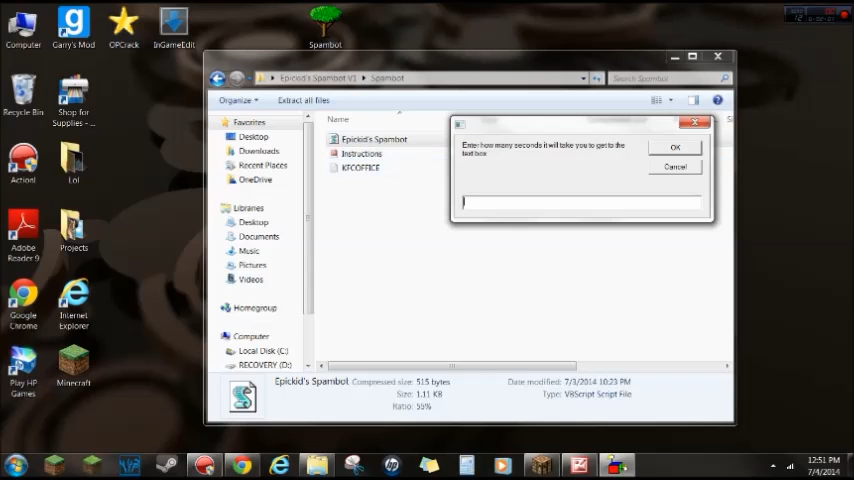 Computer
Garry's Mod
OPCrack
InGameEdit
Spambot
Recycle Bin
Shop for
Supplies - ...
Action!
Lol
Adobe
Reader 9
Projects
Google
Chrome
Internet
Explorer
Play HP
Games
Minecraft
Epickid's Spambot V1
Spambot
Search Spambot
Organize
Extract all files
Name
Favorites
Desktop
Downloads
Recent Places
OneDrive
Libraries
Desktop
Documents
Music
Pictures
Videos
Homegroup
Computer
Local Disk (C:)
RECOVERY (D:)
Epickid's Spambot
Instructions
KFCOFFICE
Enter how many seconds it will take you to get to the
text box
OK
Cancel
Epickid's Spambot Compressed size: 515 bytes
Size: 1.11 KB
Ratio: 55%
Date modified: 7/3/2014 10:23 PM
Type: VBScript Script File
12:51 PM
7/4/2014